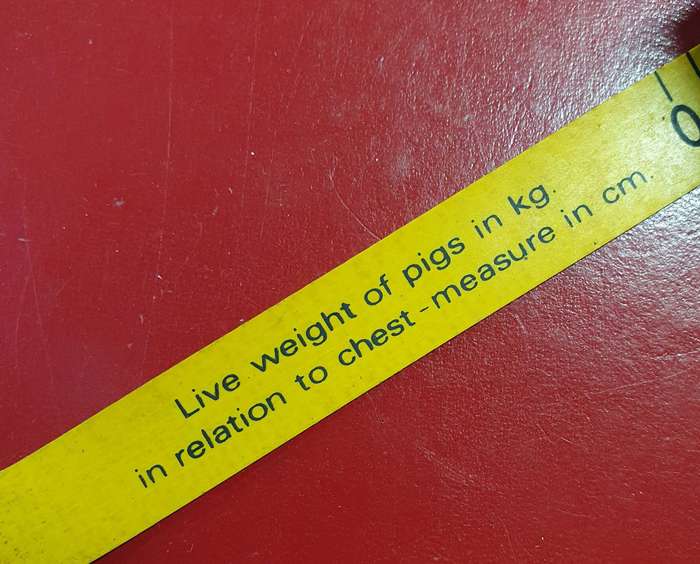 Live weight of pigs in kg.
in relation to chest-measure in cm.
0